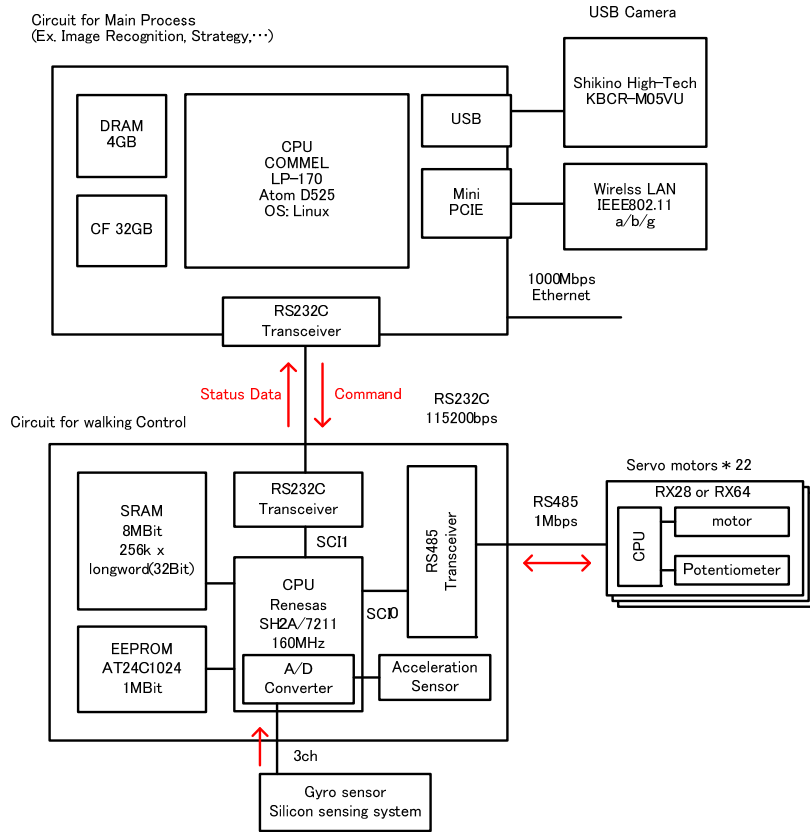 Circuit for Main Process
(Ex. Image Recognition, Strategy,⋯)
USB Camera
DRAM
4GB
CF 32GB
CPU
COMMEL
LP-170
Atom D525
OS: Linux
USB
Mini
PCIE
Shikino High-Tech
KBCR-M05VU
Wirelss LAN
IEEE802.11
a/b/g
1000Mbps
Ethernet
RS232C
Transceiver
Status Data
Command
RS232C
115200bps
Circuit for walking Control
SRAM
8MBit
256k x
longword(32Bit)
EEPROM
AT24C1024
1MBit
RS232C
Transceiver
SCI1
CPU
Renesas
SH2A/7211
160MHz
A/D
Converter
SCI0
RS485
Transceiver
Acceleration
Sensor
RS485
1Mbps
Servo motors * 22
RX28 or RX64
CPU
motor
Potentiometer
3ch
Gyro sensor
Silicon sensing system